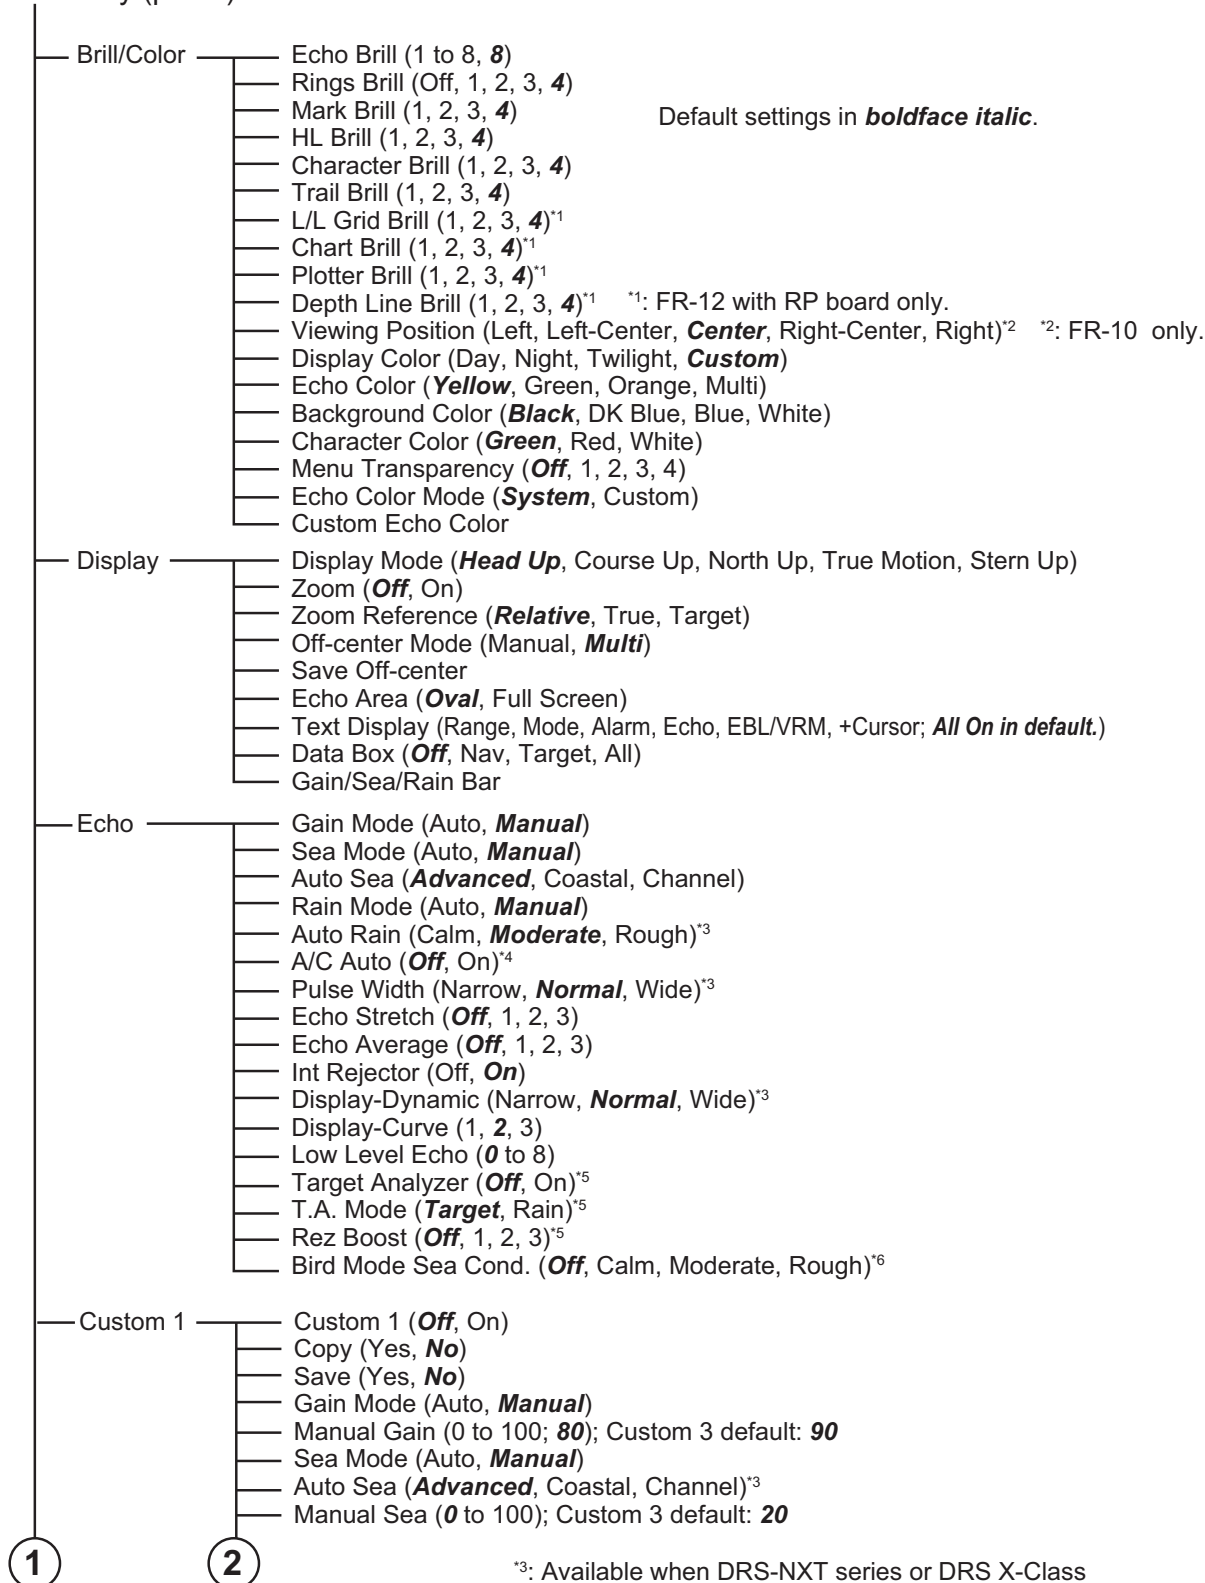 Brill/Color
Echo Brill (1 to 8, 8)
Rings Brill (Off, 1, 2, 3, 4)
Mark Brill (1, 2, 3, 4)
Default settings in boldface italic.
HL Brill (1, 2, 3, 4)
Character Brill (1, 2, 3, 4)
Trail Brill (1, 2, 3, 4)
L/L Grid Brill (1, 2, 3, 4)*1
Chart Brill (1, 2, 3, 4)*1
Plotter Brill (1, 2, 3, 4)*1
Depth Line Brill (1, 2, 3, 4)*1 *1: FR-12 with RP board only.
Viewing Position (Left, Left-Center, Center, Right-Center, Right)*2 *2: FR-10 only.
Display Color (Day, Night, Twilight, Custom)
Echo Color (Yellow, Green, Orange, Multi)
Background Color (Black, DK Blue, Blue, White)
Character Color (Green, Red, White)
Menu Transparency (Off, 1, 2, 3, 4)
Echo Color Mode (System, Custom)
Custom Echo Color
Display
Display Mode (Head Up, Course Up, North Up, True Motion, Stern Up)
Zoom (Off, On)
Zoom Reference (Relative, True, Target)
Off-center Mode (Manual, Multi)
Save Off-center
Echo Area (Oval, Full Screen)
Text Display (Range, Mode, Alarm, Echo, EBL/VRM, +Cursor; All On in default.)
Data Box (Off, Nav, Target, All)
Gain/Sea/Rain Bar
Echo
Gain Mode (Auto, Manual)
Sea Mode (Auto, Manual)
Auto Sea (Advanced, Coastal, Channel)
Rain Mode (Auto, Manual)
Auto Rain (Calm, Moderate, Rough)*3
A/C Auto (Off, On)*4
Pulse Width (Narrow, Normal, Wide)*3
Echo Stretch (Off, 1, 2, 3)
Echo Average (Off, 1, 2, 3)
Int Rejector (Off, On)
Display-Dynamic (Narrow, Normal, Wide)*3
Display-Curve (1, 2, 3)
Low Level Echo (0 to 8)
Target Analyzer (Off, On)*5
T.A. Mode (Target, Rain)*5
Rez Boost (Off, 1, 2, 3)*5
Bird Mode Sea Cond. (Off, Calm, Moderate, Rough)*6
Custom 1
Custom 1 (Off, On)
Copy (Yes, No)
Save (Yes, No)
Gain Mode (Auto, Manual)
Manual Gain (0 to 100; 80); Custom 3 default: 90
Sea Mode (Auto, Manual)
Auto Sea (Advanced, Coastal, Channel)*3
Manual Sea (0 to 100); Custom 3 default: 20
1
2
*3: Available when DRS-NXT series or DRS X-Class